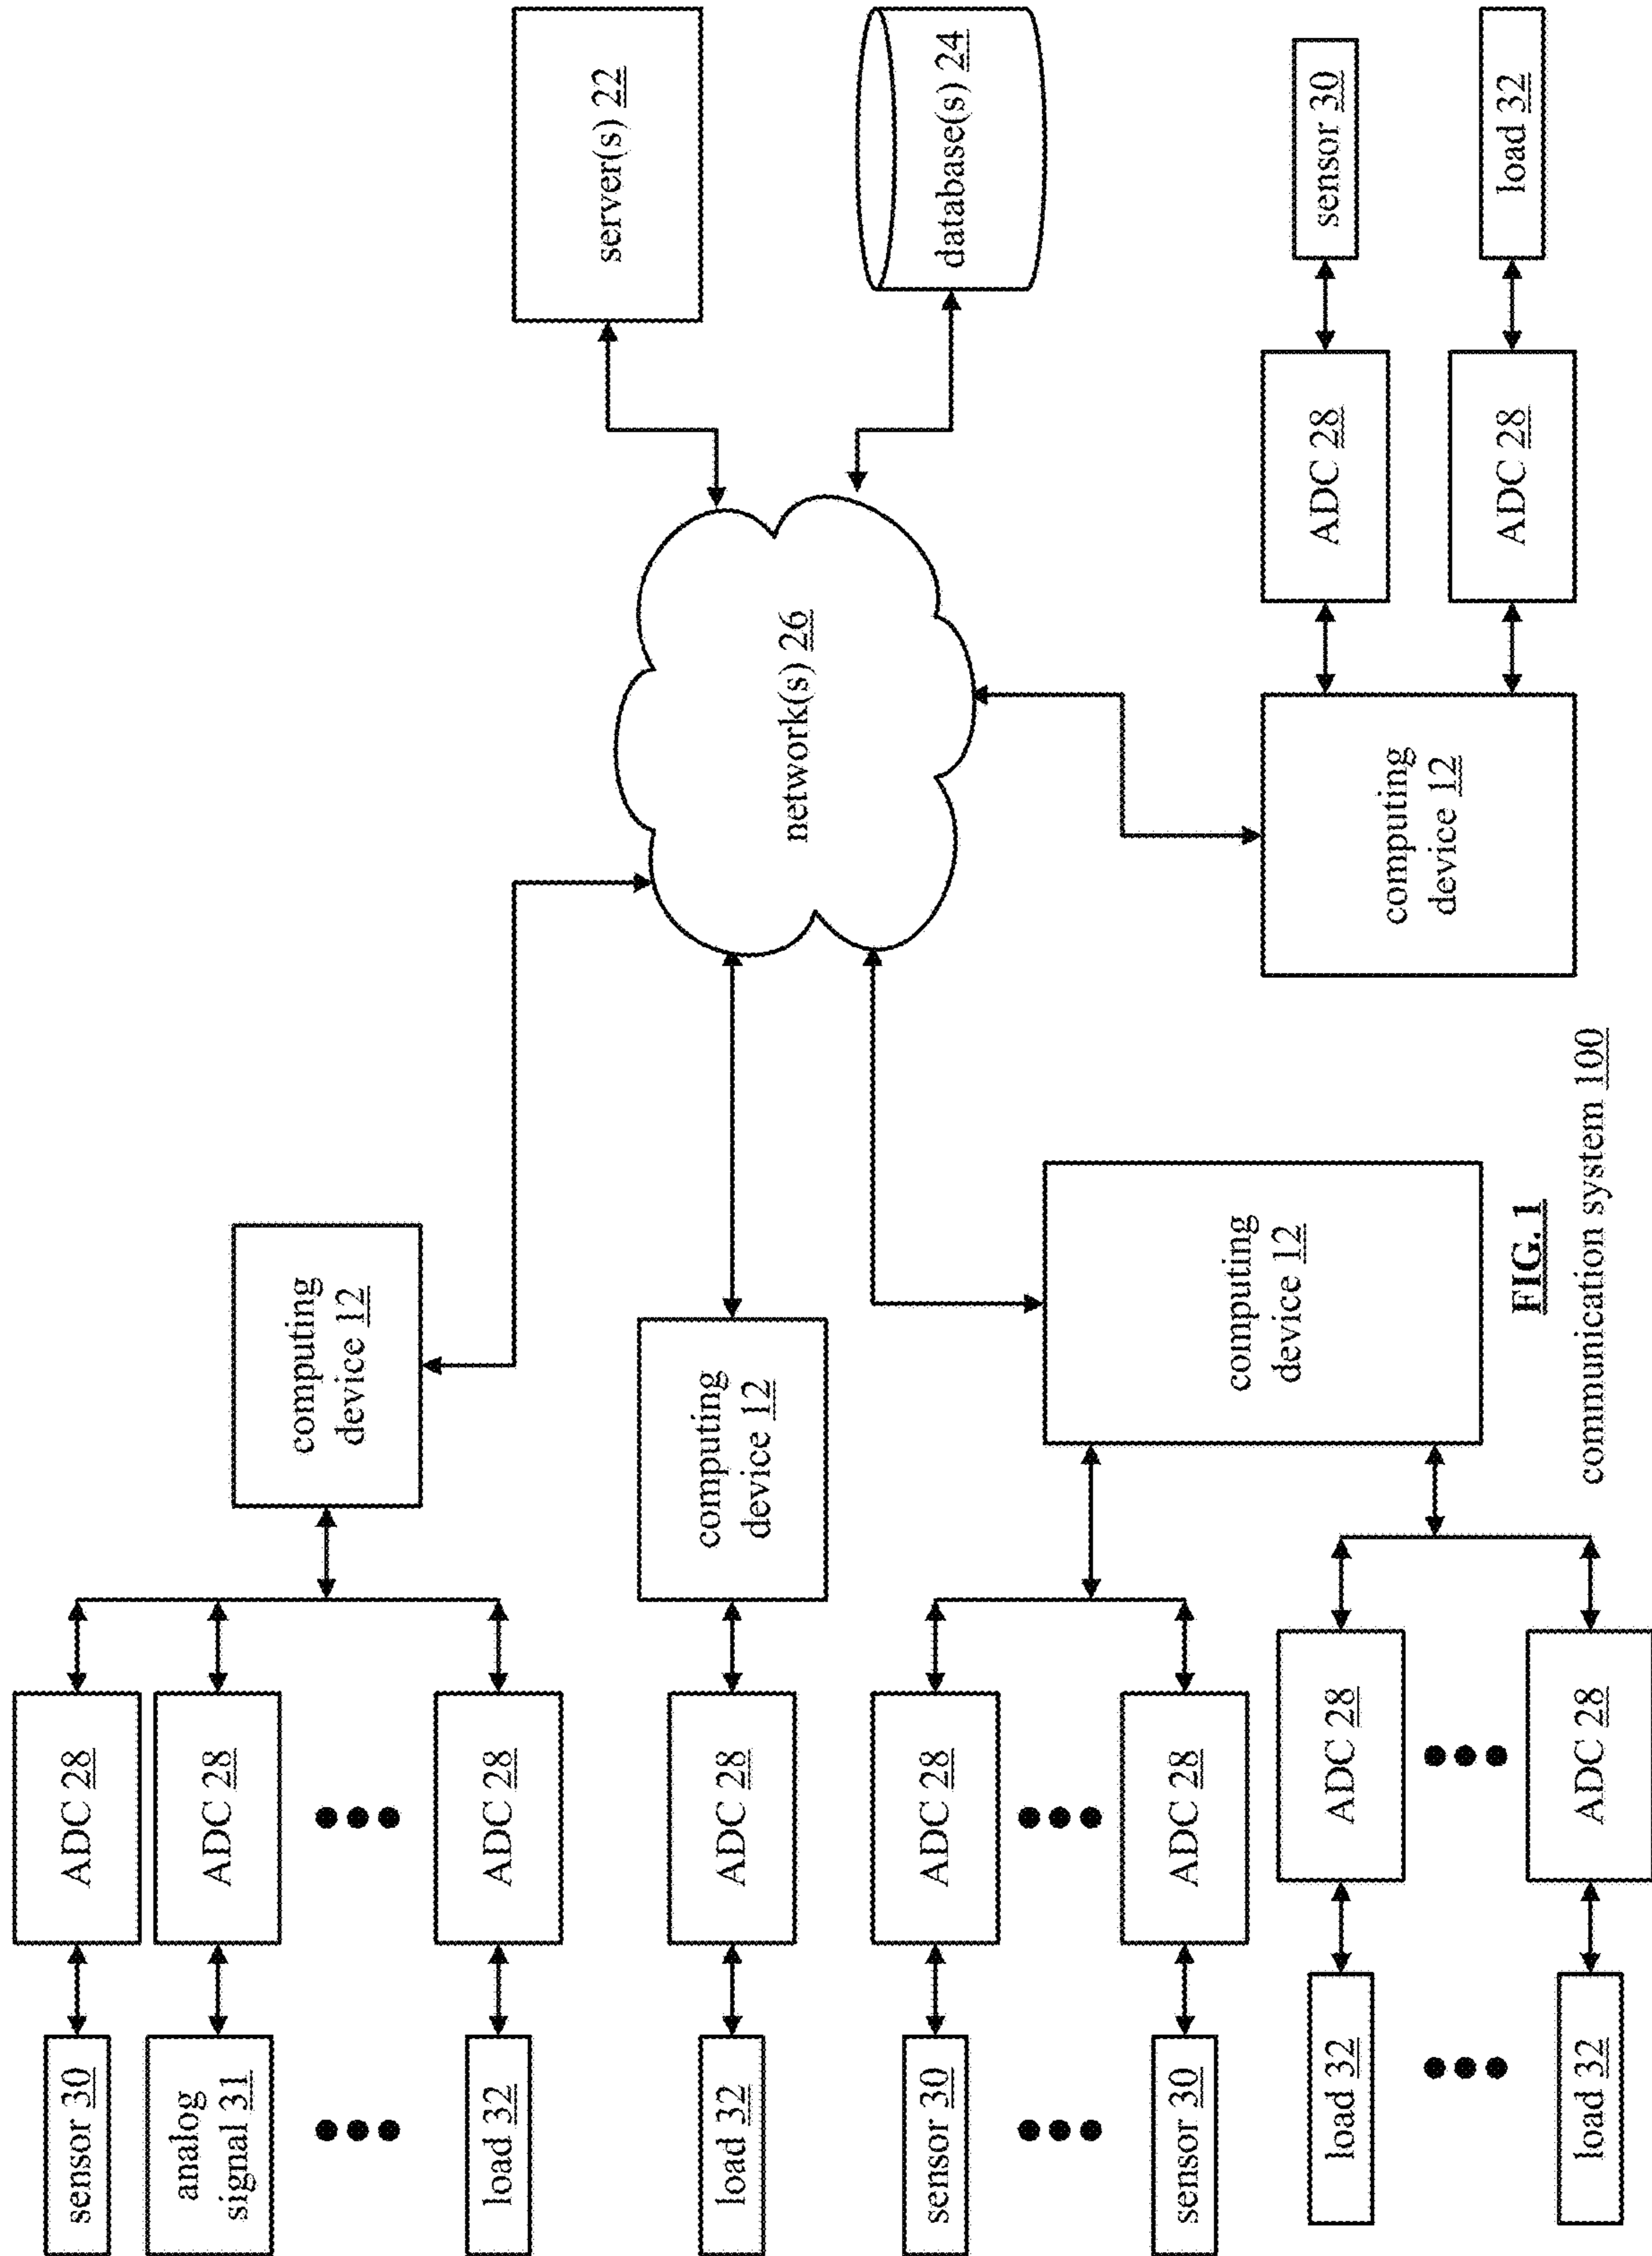 sensor 30
ADC 28
analog
signal 31
ADC 28
load 32
ADC 28
computing
device 12
server(s) 22
load 32
ADC 28
computing
device 12
network(s) 26
database(s) 24
sensor 30
ADC 28
sensor 30
ADC 28
computing
device 12
load 32
ADC 28
load 32
ADC 28
computing
device 12
ADC 28
sensor 30
ADC 28
load 32
FIG. 1
communication system 100